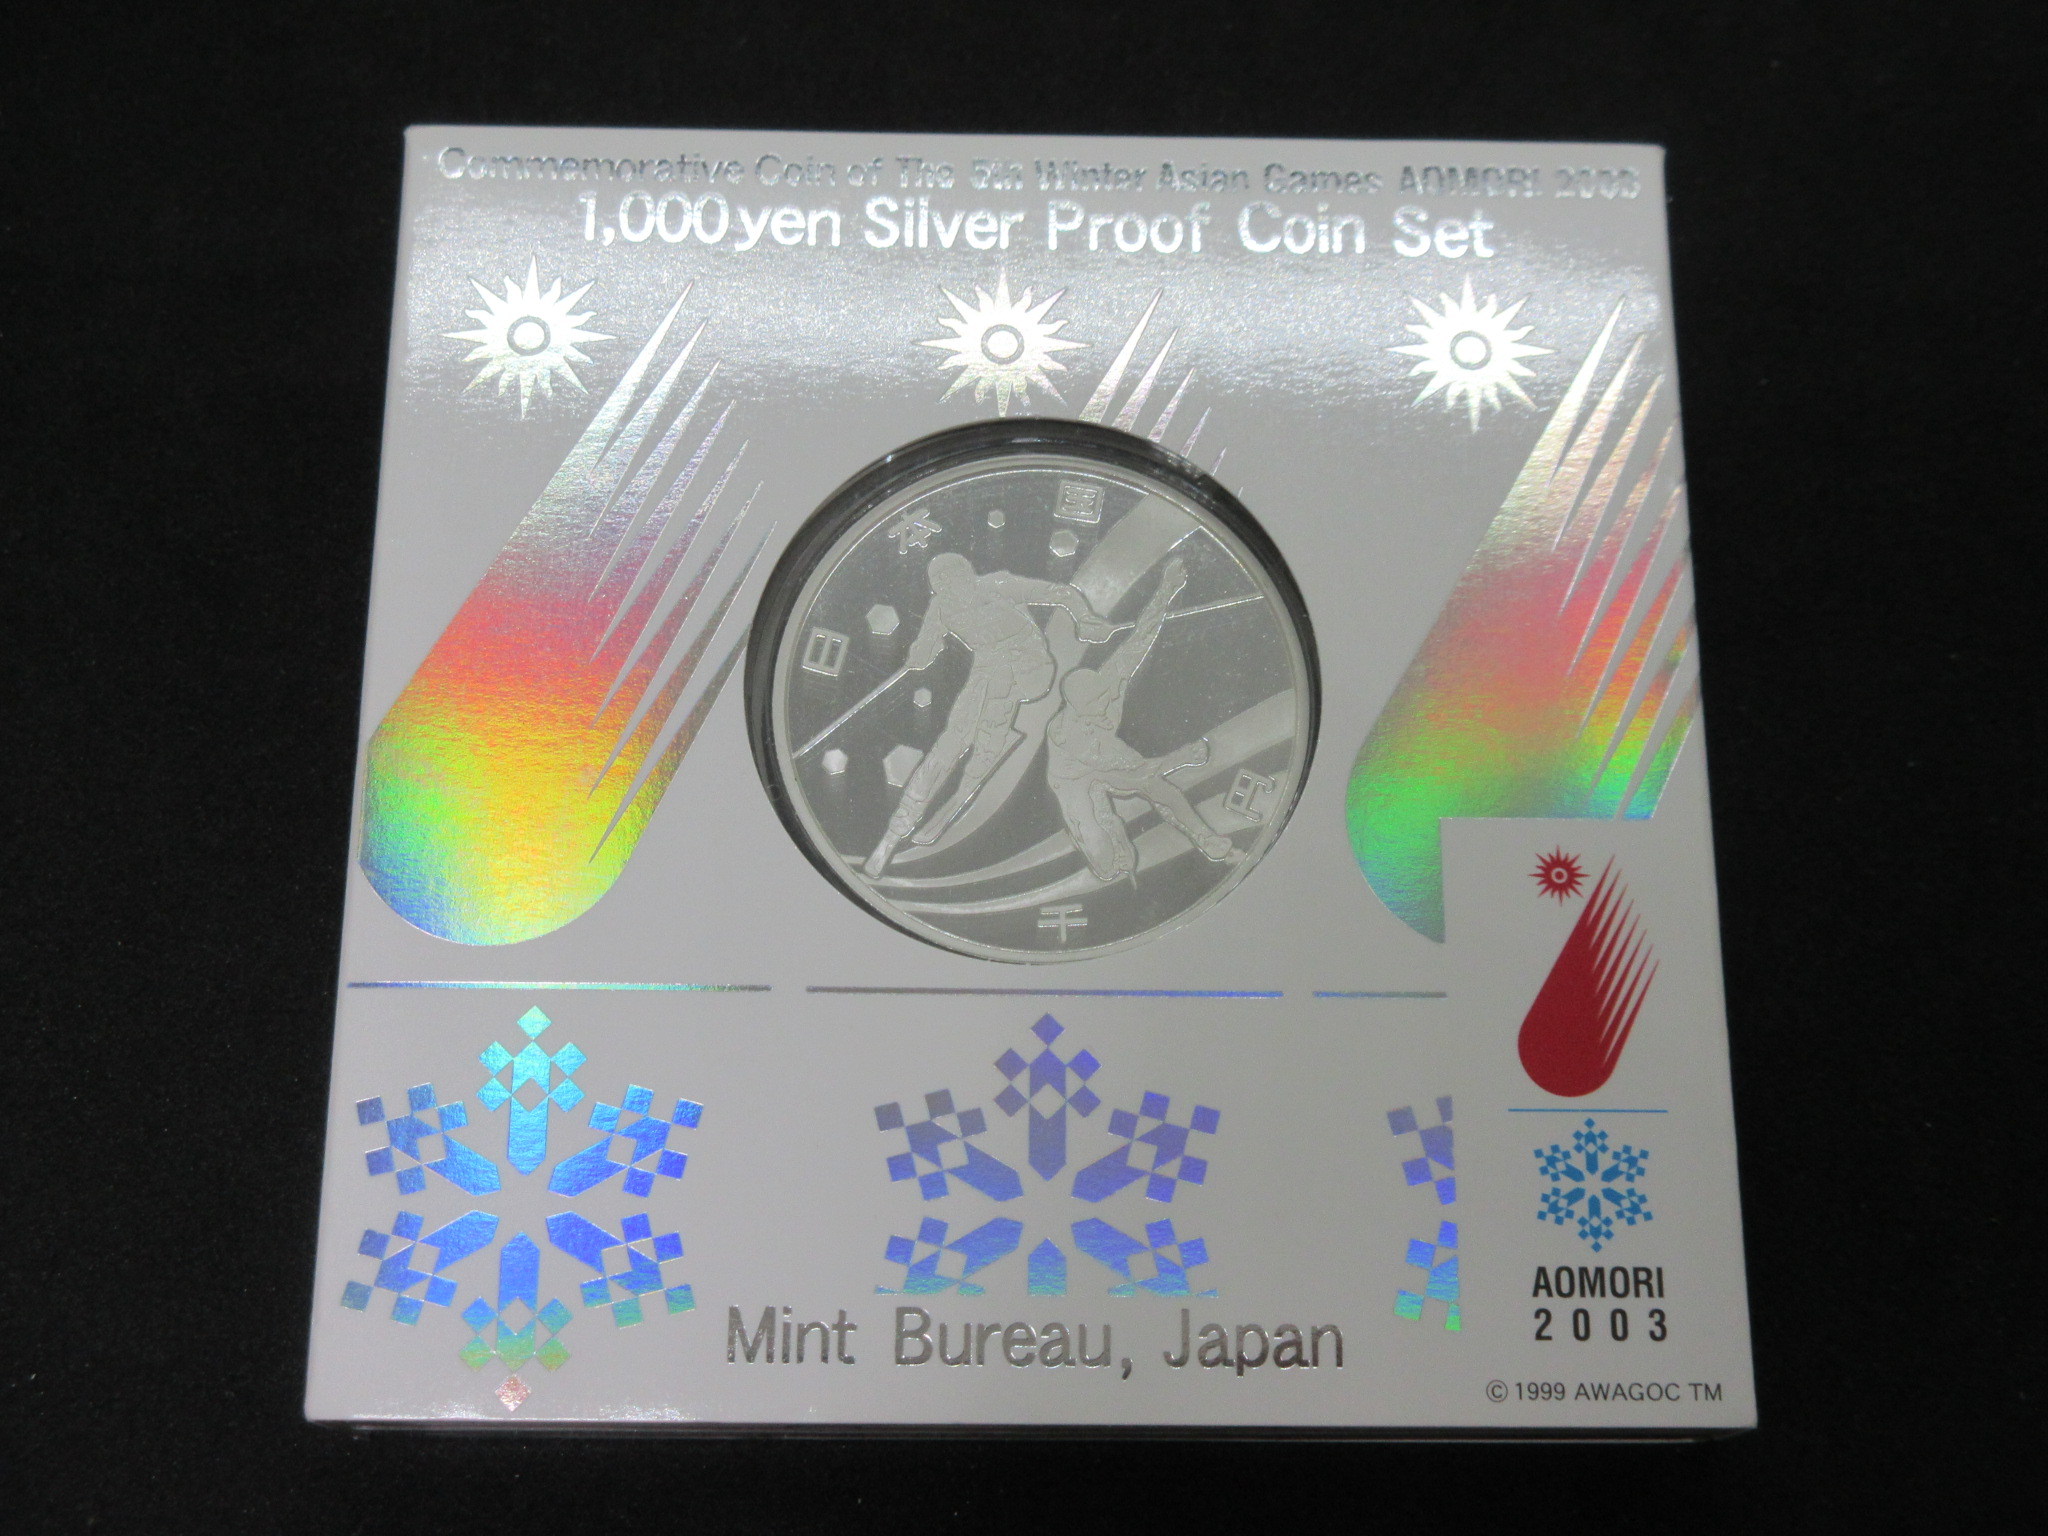 Commemorative Coin of The 5th Winter Asian Games AOMORI 2003
1,000yen Silver Proof Coin Set
日本国
千円
AOMORI
2003
Mint Bureau, Japan
© 1999 AWAGOC TM